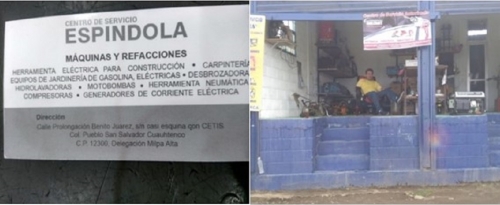 CENTRO DE SERVICIO
ESPINDOLA
MÁQUINAS Y REFACCIONES
HERRAMIENTA ELÉCTRICA PARA CONSTRUCCIÓN • CARPINTERÍA
EQUIPOS DE JARDINERÍA DE GASOLINA, ELÉCTRICAS • DESBROZADORA
HIDROLAVADORAS • MOTOBOMBAS • HERRAMIENTA NEUMÁTICA
COMPRESORAS • GENERADORES DE CORRIENTE ELÉCTRICA
Dirección
Calle Prolongación Benito Juárez, s/n casi esquina con CETIS
Col. Pueblo San Salvador Cuauhtenco
C.P. 12300, Delegación Milpa Alta